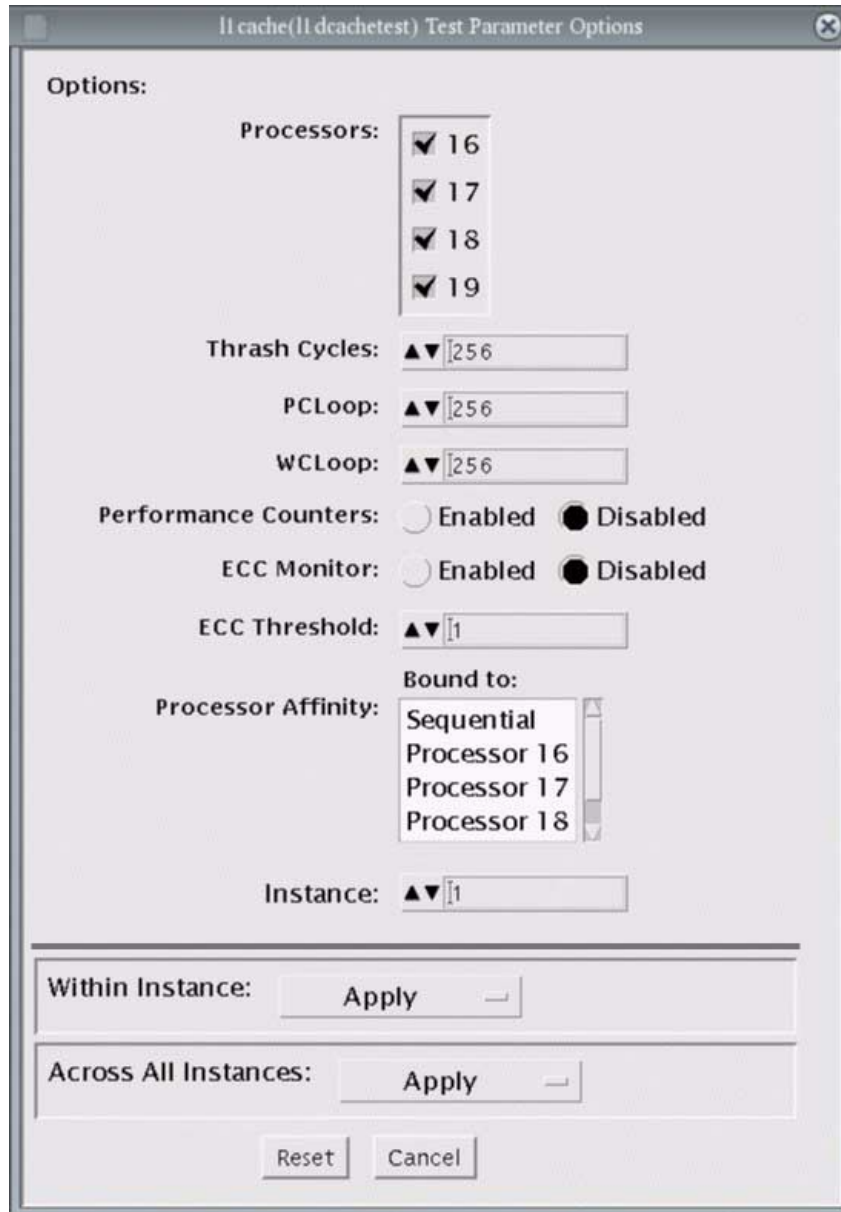 l1cache(l1dcachetest) Test Parameter Options
Options:
Processors:
16
17
18
19
Thrash Cycles: 256
PCLoop: 256
WCLoop: 256
Performance Counters: Enabled Disabled
ECC Monitor: Enabled Disabled
ECC Threshold: 1
Bound to:
Processor Affinity:
Sequential
Processor 16
Processor 17
Processor 18
Instance: 1
Within Instance: Apply
Across All Instances: Apply
Reset Cancel